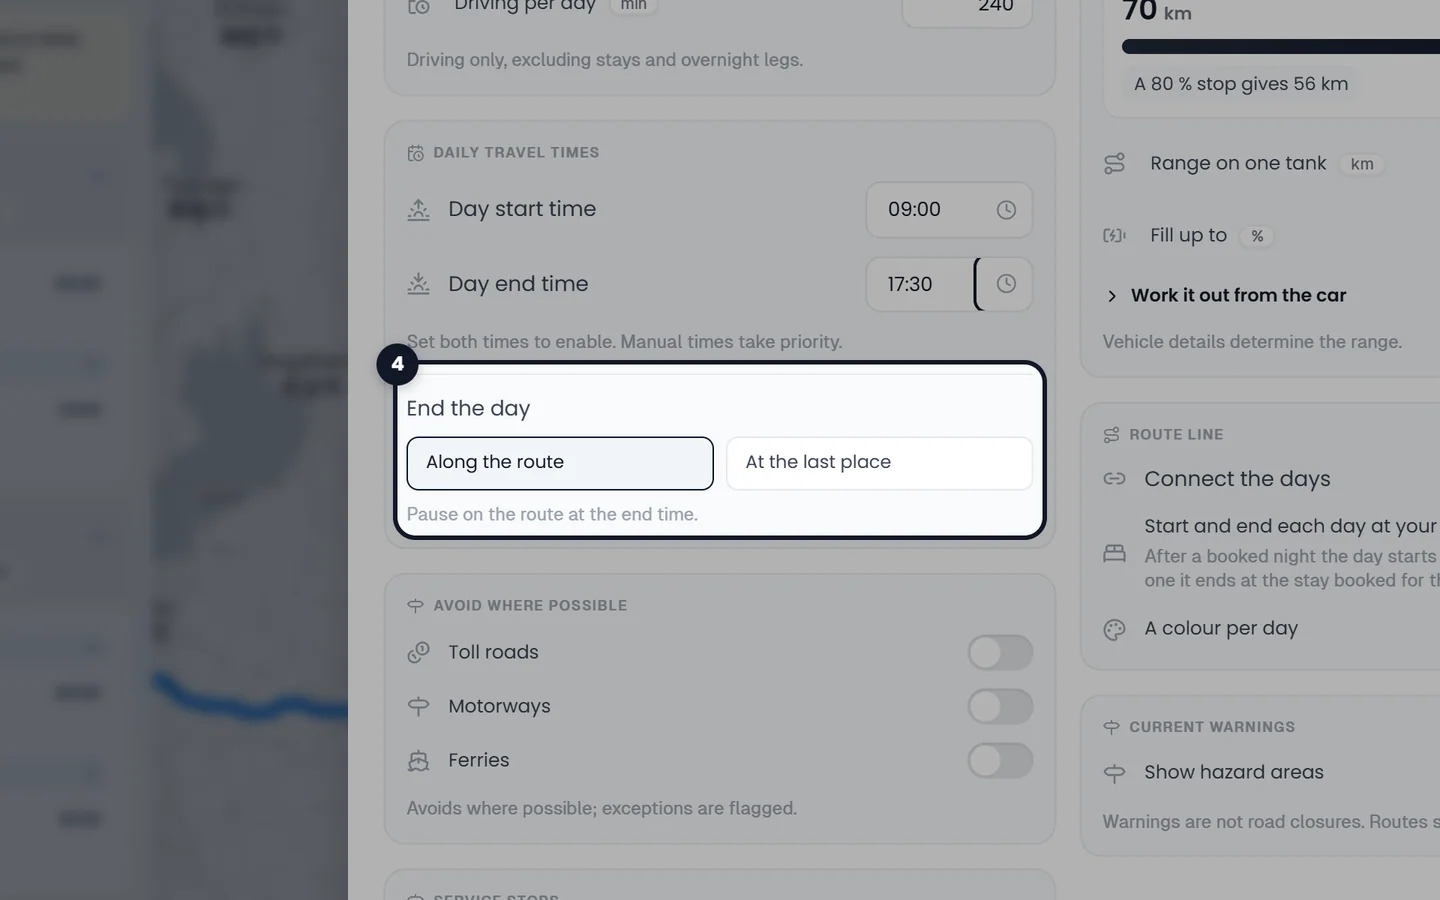 Driving per day min 240
Driving only, excluding stays and overnight legs.
DAILY TRAVEL TIMES
Day start time 09:00
Day end time 17:30
Set both times to enable. Manual times take priority.
4
End the day
Along the route At the last place
Pause on the route at the end time.
AVOID WHERE POSSIBLE
Toll roads
Motorways
Ferries
Avoids where possible; exceptions are flagged.
SERVICE STOPS
70 km
A 80 % stop gives 56 km
Range on one tank km
Fill up to %
Work it out from the car
Vehicle details determine the range.
ROUTE LINE
Connect the days
Start and end each day at your
After a booked night the day starts
one it ends at the stay booked for
A colour per day
CURRENT WARNINGS
Show hazard areas
Warnings are not road closures. Routes